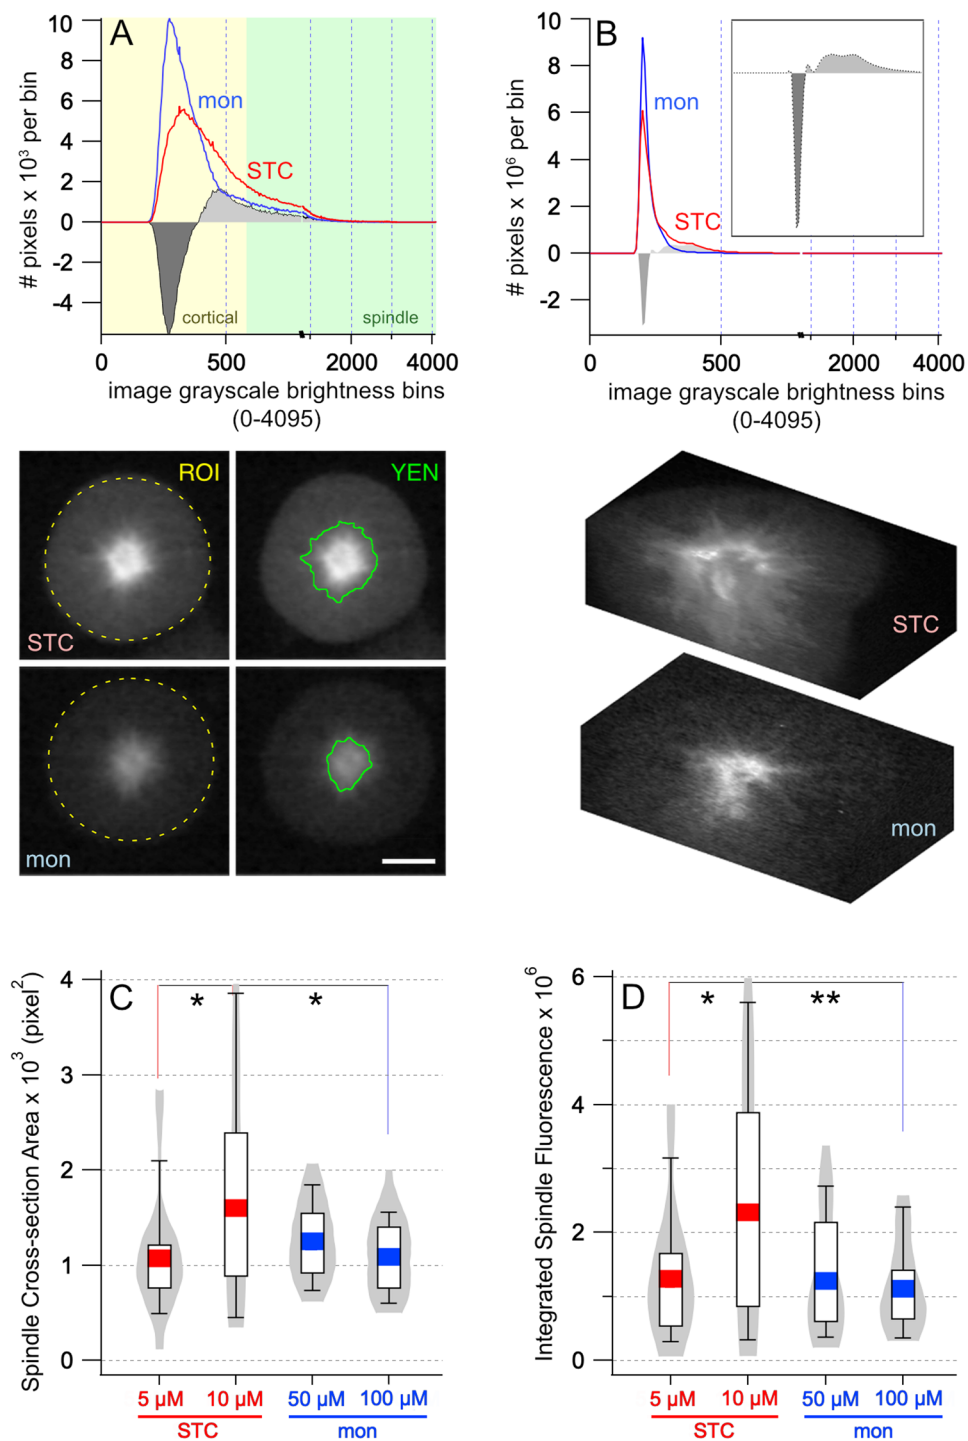 A
10
8
6
4
2
0
-2
-4
# pixels x 10³ per bin
mon
STC
cortical
spindle
0
500
2000
4000
image grayscale brightness bins
(0-4095)
B
10
8
6
4
2
0
-2
# pixels x 10⁶ per bin
mon
STC
0
500
2000
4000
image grayscale brightness bins
(0-4095)
ROI
YEN
STC
mon
STC
mon
C
4
3
2
1
0
Spindle Cross-section Area x 10³ (pixel²)
*
*
5 µM
10 µM
50 µM
100 µM
STC
mon
D
6
4
2
0
Integrated Spindle Fluorescence x 10⁶
*
**
5 µM
10 µM
50 µM
100 µM
STC
mon